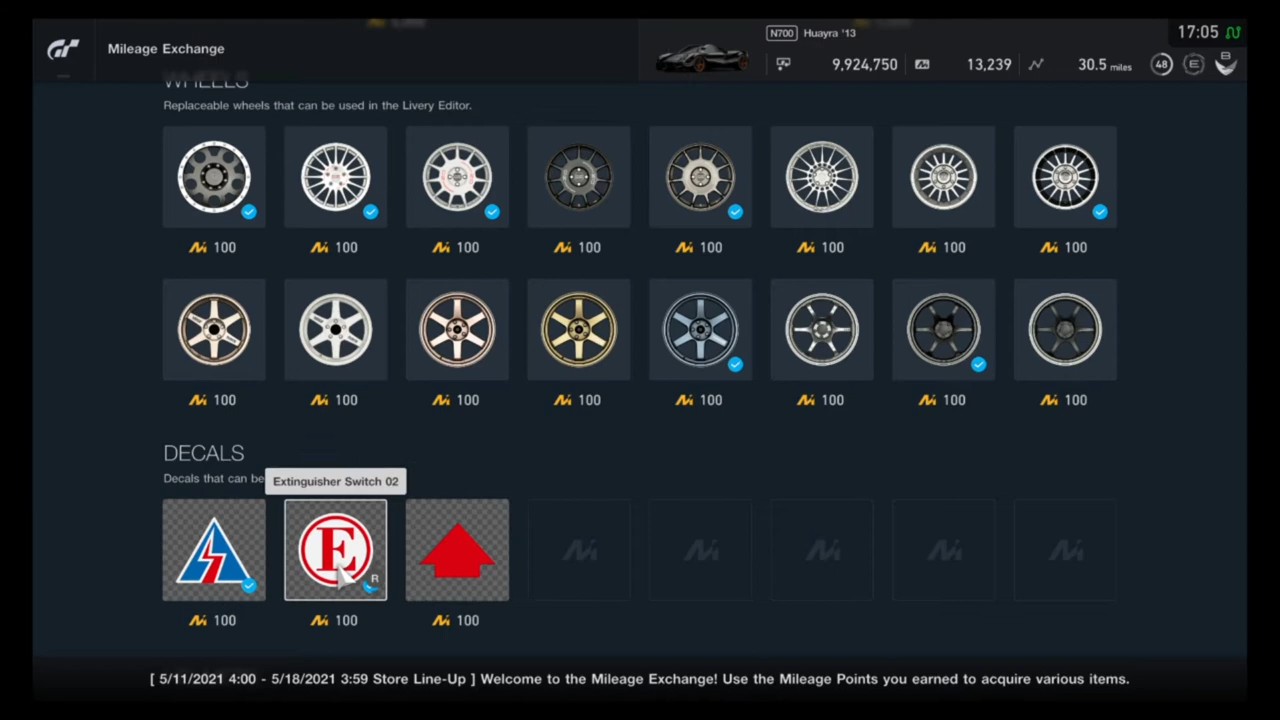 Mileage Exchange
N700 Huayra '13
9,924,750 13,239 30.5 miles 48 E B
17:05
WHEELS
Replaceable wheels that can be used in the Livery Editor.
100 100 100 100 100 100 100 100
100 100 100 100 100 100 100 100
DECALS
Decals that can be
Extinguisher Switch 02
E
R
100 100 100
[ 5/11/2021 4:00 - 5/18/2021 3:59 Store Line-Up ] Welcome to the Mileage Exchange! Use the Mileage Points you earned to acquire various items.